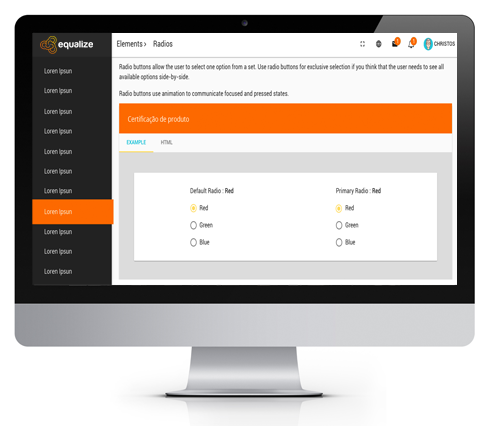 equalize
Elements › Radios
CHRISTOS
Loren Ipsun
Loren Ipsun
Loren Ipsun
Loren Ipsun
Loren Ipsun
Loren Ipsun
Loren Ipsun
Loren Ipsun
Loren Ipsun
Loren Ipsun
Loren Ipsun
Radio buttons allow the user to select one option from a set. Use radio buttons for exclusive selection if you think that the user needs to see all
available options side-by-side.
Radio buttons use animation to communicate focused and pressed states.
Certificação de produto
EXAMPLE HTML
Default Radio : Red
Red
Green
Blue
Primary Radio : Red
Red
Green
Blue